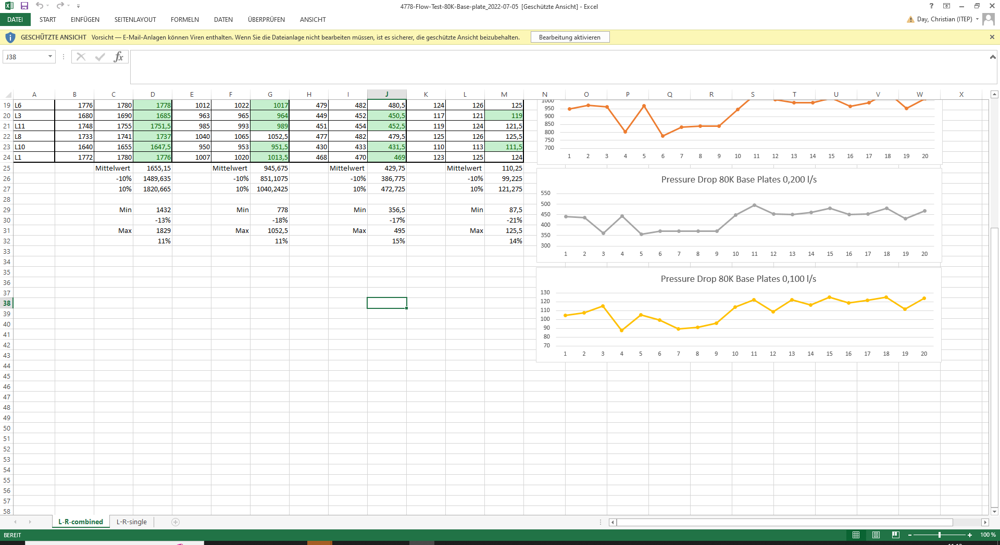 4778-Flow-Test-80K-Base-plate_2022-07-05 [Geschützte Ansicht] - Excel
DATEI START EINFÜGEN SEITENLAYOUT FORMELN DATEN ÜBERPRÜFEN ANSICHT Day, Christian (ITEP)
GESCHÜTZTE ANSICHT Vorsicht — E-Mail-Anlagen können Viren enthalten. Wenn Sie die Dateianlage nicht bearbeiten müssen, ist es sicherer, die geschützte Ansicht beizubehalten. Bearbeitung aktivieren
J38 fx
A B C D E F G H I J K L M N O P Q R S T U V W X
19 L6 1776 1780 1778 1012 1022 1017 479 482 480,5 124 126 125
20 L3 1680 1690 1685 963 965 964 449 452 450,5 117 121 119
21 L11 1748 1755 1751,5 985 993 989 451 454 452,5 119 124 121,5
22 L8 1733 1741 1737 1040 1065 1052,5 477 482 479,5 125 126 125,5
23 L10 1640 1655 1647,5 950 953 951,5 430 433 431,5 110 113 111,5
24 L1 1772 1780 1776 1007 1020 1013,5 468 470 469 123 125 124
25 Mittelwert 1655,15 Mittelwert 945,675 Mittelwert 429,75 Mittelwert 110,25
26 -10% 1489,635 -10% 851,1075 -10% 386,775 -10% 99,225
27 10% 1820,665 10% 1040,2425 10% 472,725 10% 121,275
28
29 Min 1432 Min 778 Min 356,5 Min 87,5
30 -13% -18% -17% -21%
31 Max 1829 Max 1052,5 Max 495 Max 125,5
32 11% 11% 15% 14%
33
34
35
36
37
38
39
40
41
42
43
44
45
46
47
48
49
50
51
52
53
54
55
56
57
58
1000
950
900
850
800
750
700
1 2 3 4 5 6 7 8 9 10 11 12 13 14 15 16 17 18 19 20
Pressure Drop 80K Base Plates 0,200 l/s
550
500
450
400
350
300
1 2 3 4 5 6 7 8 9 10 11 12 13 14 15 16 17 18 19 20
Pressure Drop 80K Base Plates 0,100 l/s
130
120
110
100
90
80
70
1 2 3 4 5 6 7 8 9 10 11 12 13 14 15 16 17 18 19 20
L-R-combined L-R-single
BEREIT 100 %